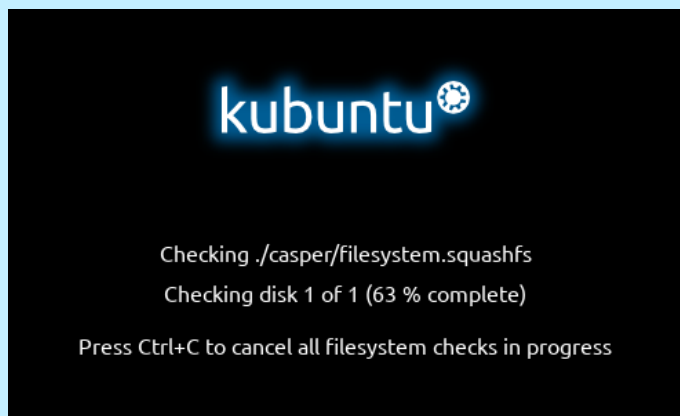 kubuntu
Checking ./casper/filesystem.squashfs
Checking disk 1 of 1 (63 % complete)
Press Ctrl+C to cancel all filesystem checks in progress